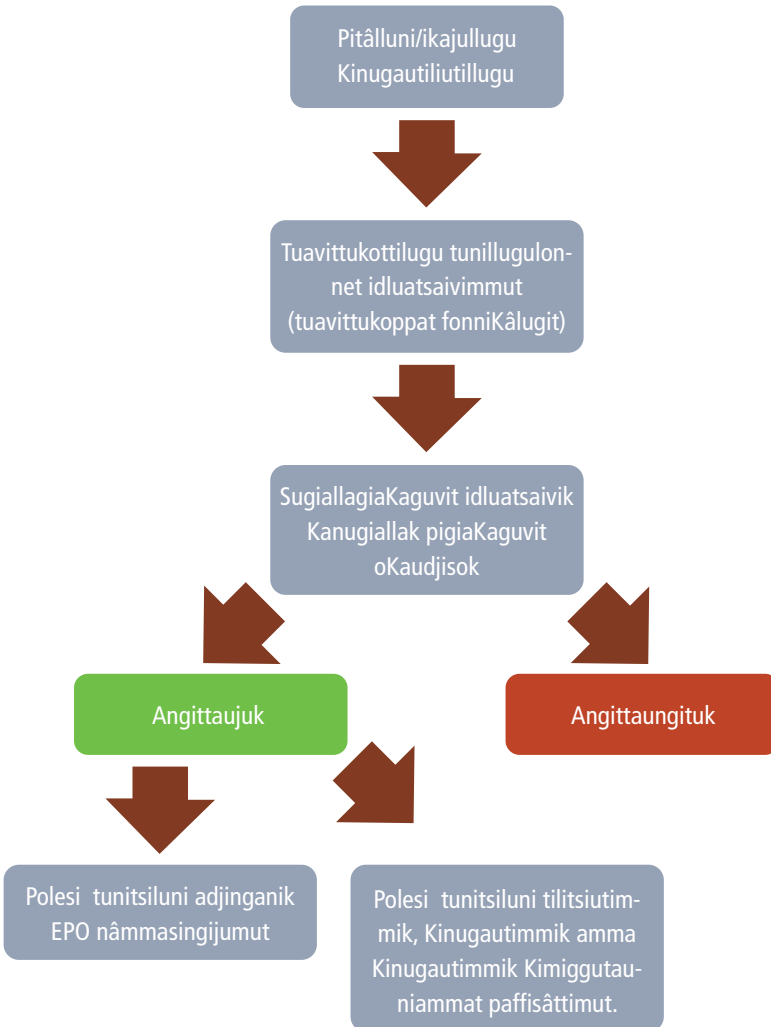 Pitâlluni/ikajullugu
Kinugautiliutillugu
Tuavittukottilugu tunillugulon-
net idluatsaivimmut
(tuavittukoppat fonniKâlugit)
SugiallagiaKaguvit idluatsaivik
Kanugiallak pigiaKaguvit
oKaudjisok
Angittaujuk
Angittaungituk
Polesi tunitsiluni adjinganik
EPO nâmmasingijumut
Polesi tunitsiluni tilitsiutim-
mik, Kinugautimmik amma
Kinugautimmik Kimiggutau-
niammat paffisâttimut.